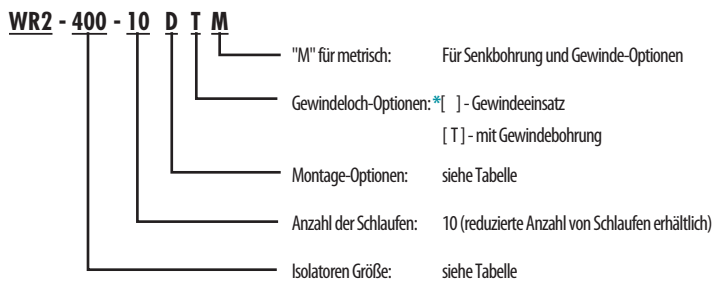 WR2 - 400 - 10 D T M
"M" für metrisch: Für Senkbohrung und Gewinde-Optionen
Gewindeloch-Optionen: *[ ] - Gewindeeinsatz
[ T ] - mit Gewindebohrung
Montage-Optionen: siehe Tabelle
Anzahl der Schlaufen: 10 (reduzierte Anzahl von Schlaufen erhältlich)
Isolatoren Größe: siehe Tabelle